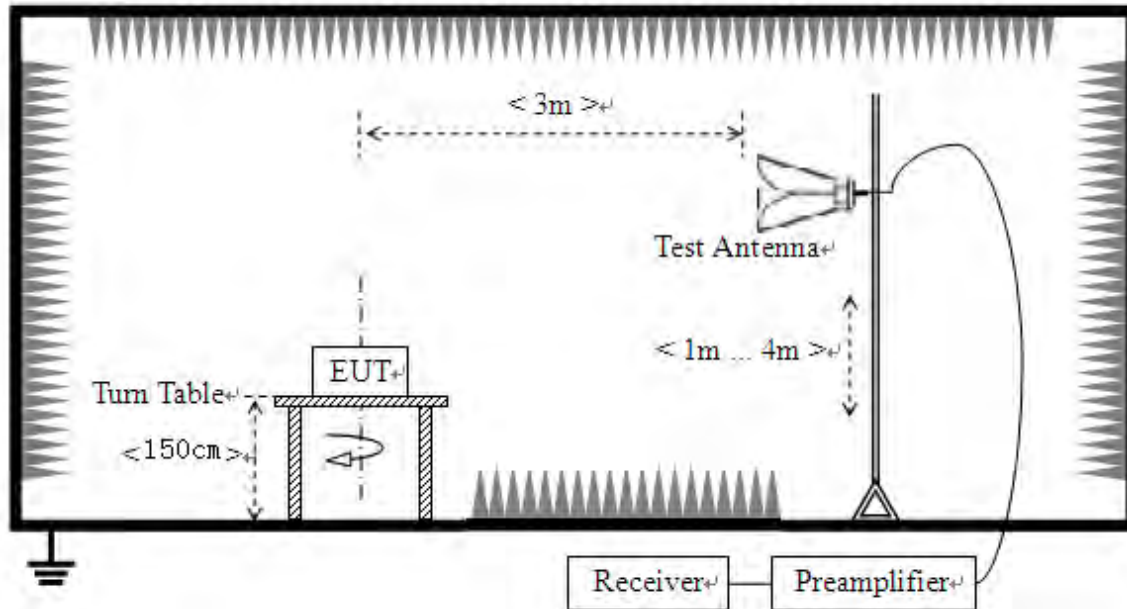 < 3m >↵
Test Antenna↵
< 1m ... 4m >↵
EUT↵
Turn Table↵
<150cm>↵
Receiver↵
Preamplifier↵